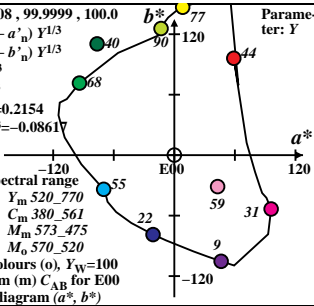 08 , 99.9999 , 100.0
b*
77
Parame-
ter: Y
– a’n) Y1/3
– b’n) Y1/3
120
90
40
44
68
=0.2154
=−0.08617
a*
−120
E00
120
pectral range
55
Ym 520_770
59
Cm 380_561
31
Mm 573_475
22
Mo 570_520
9
olours (o), YW=100
m (m) CAB for E00
−120
diagram (a*, b*)